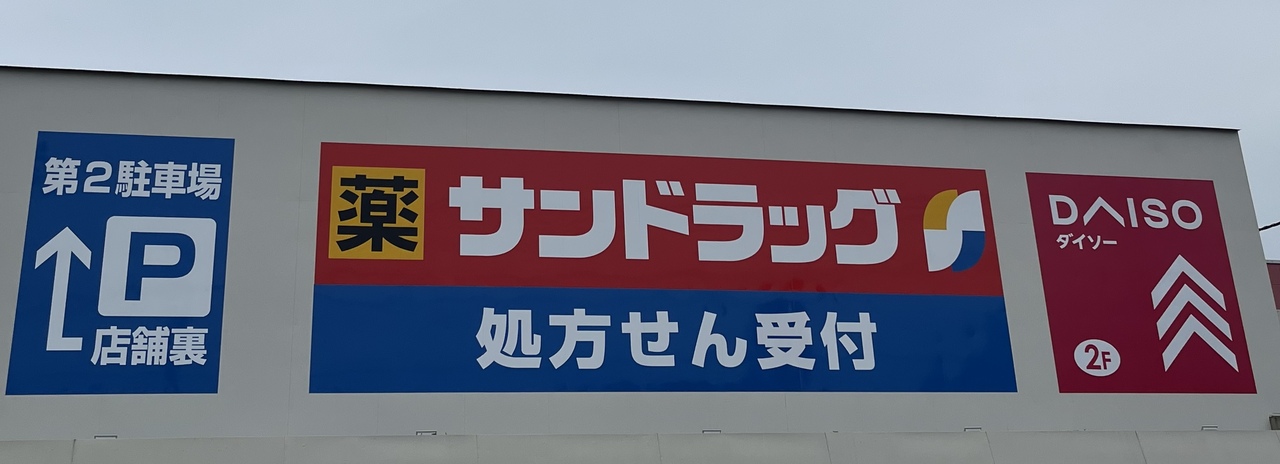 第2駐車場
P
店舗裏
薬 サンドラッグ
処方せん受付
DAISO
ダイソー
2F